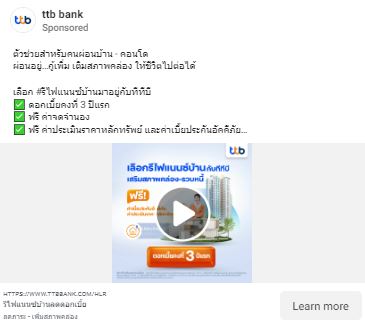 ttb bank
Sponsored
ตัวช่วยสำหรับคนผ่อนบ้าน - คอนโด
ผ่อนอยู่...กู้เพิ่ม เติมสภาพคล่อง ให้ชีวิตไปต่อได้
เลือก #รีไฟแนนซ์บ้านมาอยู่กับทีทีบี
✅ ดอกเบี้ยคงที่ 3 ปีแรก
✅ ฟรี ค่าจดจำนอง
✅ ฟรี ค่าประเมินราคาหลักทรัพย์ และค่าเบี้ยประกันอัคคีภัย...
ttb
เลือกรีไฟแนนซ์บ้านกับทีทีบี
เสริมสภาพคล่อง-รวบหนี้
ฟรี!
ดอกเบี้ยคงที่ 3 ปีแรก
HTTPS://WWW.TTBBANK.COM/HLR
รีไฟแนนซ์บ้านลดดอกเบี้ย
ลดภาระ - เพิ่มสภาพคล่อง
Learn more